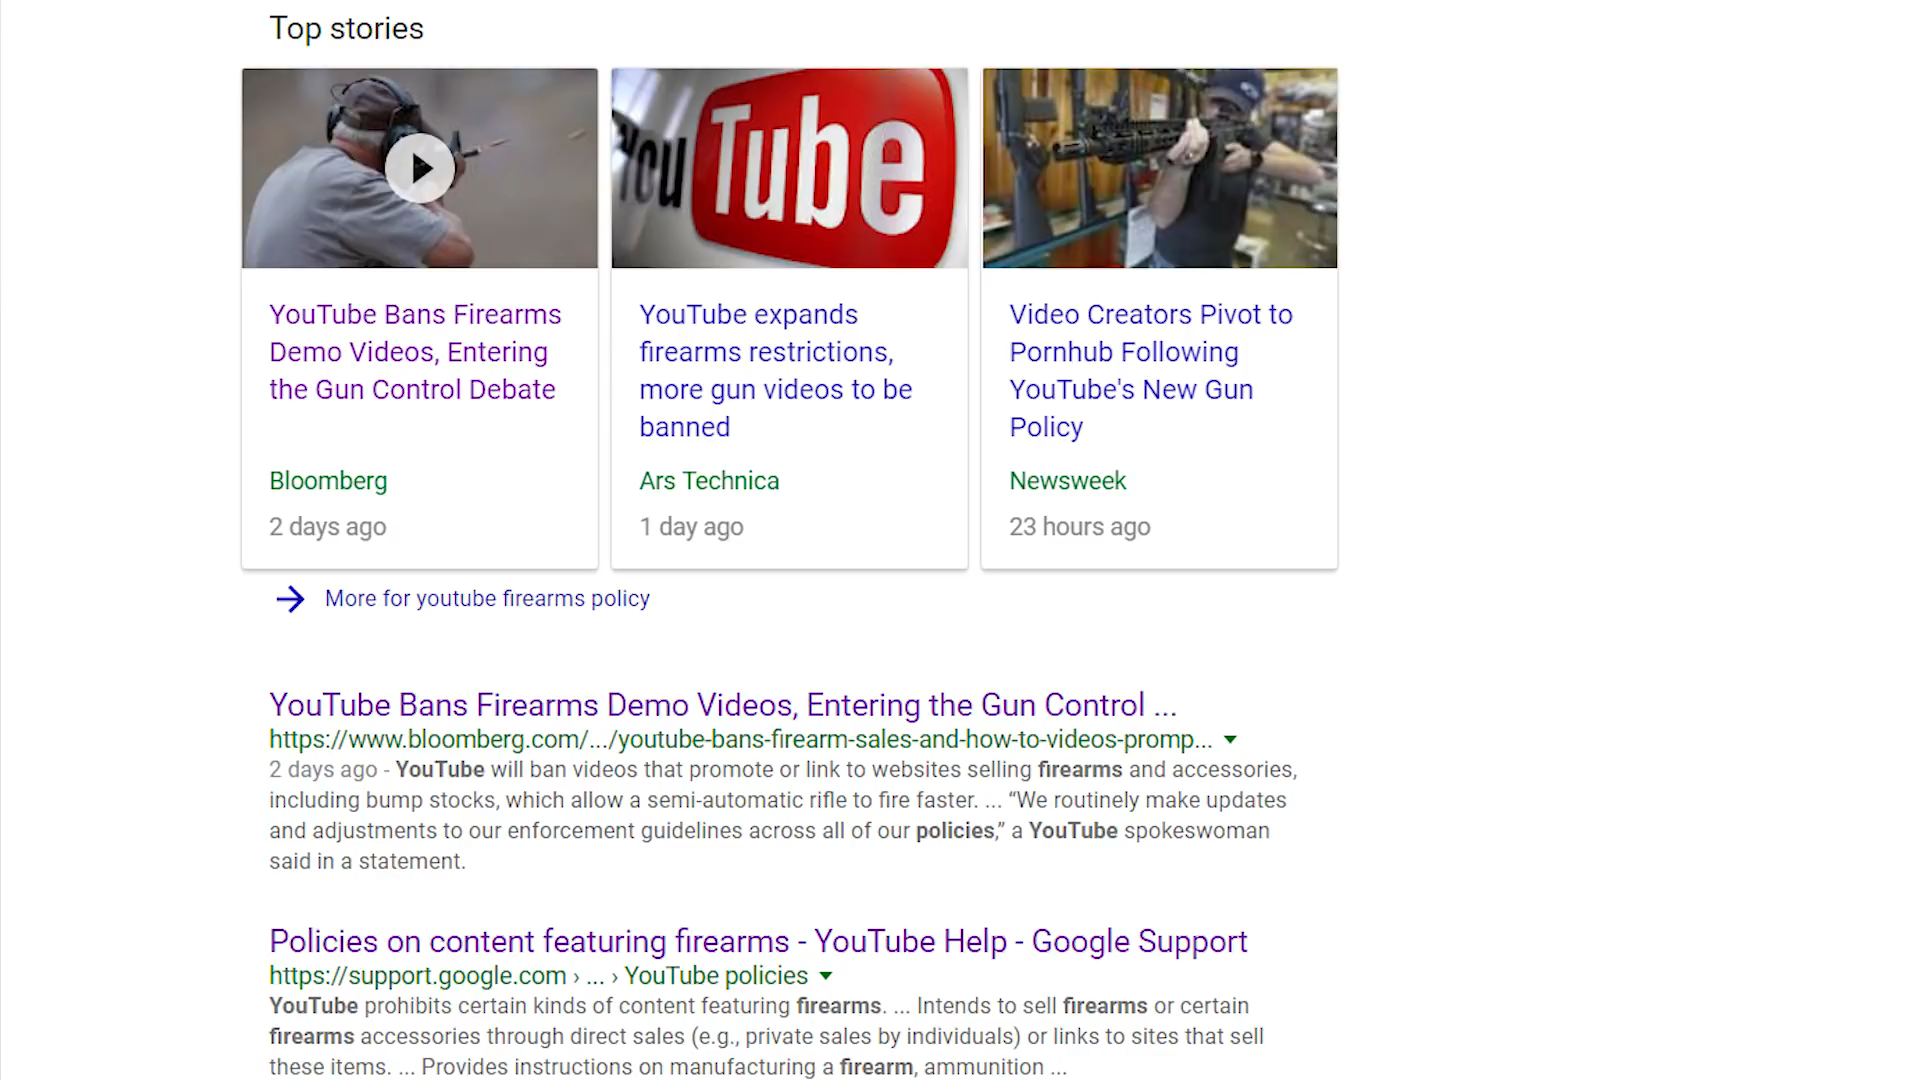 Top stories
You Tube
YouTube Bans Firearms
Demo Videos, Entering
the Gun Control Debate
Bloomberg
2 days ago
YouTube expands
firearms restrictions,
more gun videos to be
banned
Ars Technica
1 day ago
Video Creators Pivot to
Pornhub Following
YouTube's New Gun
Policy
Newsweek
23 hours ago
More for youtube firearms policy
YouTube Bans Firearms Demo Videos, Entering the Gun Control ...
https://www.bloomberg.com/.../youtube-bans-firearm-sales-and-how-to-videos-promp...
2 days ago - YouTube will ban videos that promote or link to websites selling firearms and accessories,
including bump stocks, which allow a semi-automatic rifle to fire faster. ... “We routinely make updates
and adjustments to our enforcement guidelines across all of our policies,” a YouTube spokeswoman
said in a statement.
Policies on content featuring firearms - YouTube Help - Google Support
https://support.google.com › ... › YouTube policies
YouTube prohibits certain kinds of content featuring firearms. ... Intends to sell firearms or certain
firearms accessories through direct sales (e.g., private sales by individuals) or links to sites that sell
these items. ... Provides instructions on manufacturing a firearm, ammunition ...